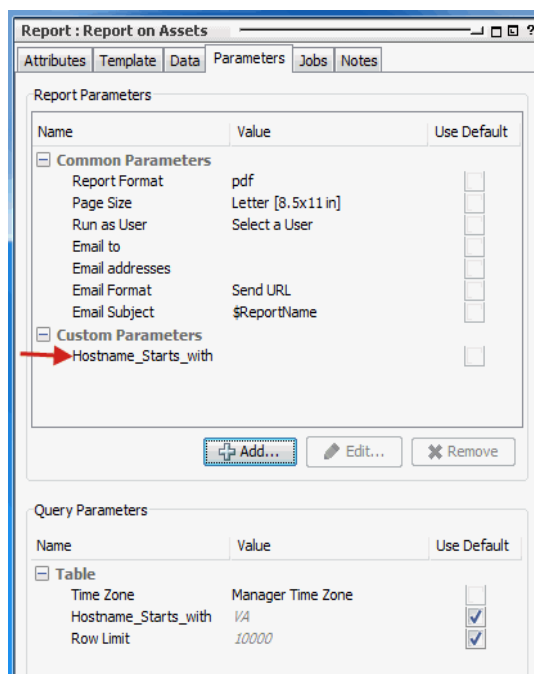 Report : Report on Assets ?
Attributes Template Data Parameters Jobs Notes
Report Parameters
Name Value Use Default
Common Parameters
Report Format pdf
Page Size Letter [8.5x11 in]
Run as User Select a User
Email to
Email addresses
Email Format Send URL
Email Subject $ReportName
Custom Parameters
Hostname_Starts_with
Add... Edit... Remove
Query Parameters
Name Value Use Default
Table
Time Zone Manager Time Zone
Hostname_Starts_with VA
Row Limit 10000